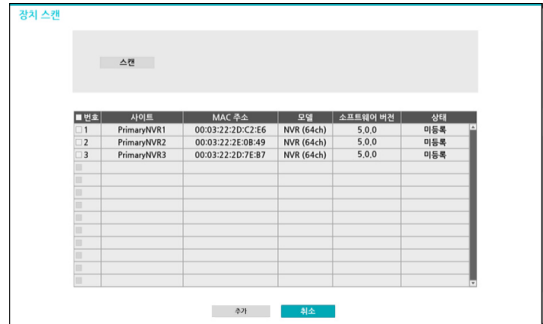 장치 스캔
스캔
번호 사이트 MAC 주소 모델 소프트웨어 버전 상태
1 PrimaryNVR1 00:03:22:2D:C2:E6 NVR (64ch) 5.0.0 미등록
2 PrimaryNVR2 00:03:22:2E:0B:49 NVR (64ch) 5.0.0 미등록
3 PrimaryNVR3 00:03:22:2D:7E:B7 NVR (64ch) 5.0.0 미등록
추가 취소